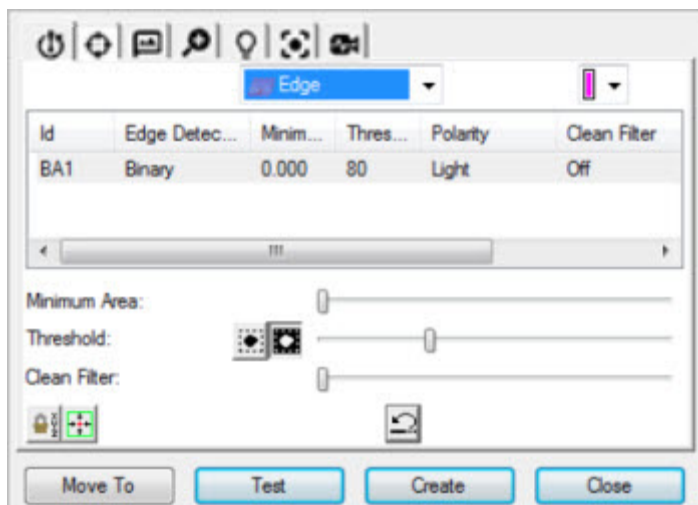 Edge
Id Edge Detec... Minim... Thres... Polarity Clean Filter
BA1 Binary 0.000 80 Light Off
Minimum Area:
Threshold:
Clean Filter:
Move To Test Create Close